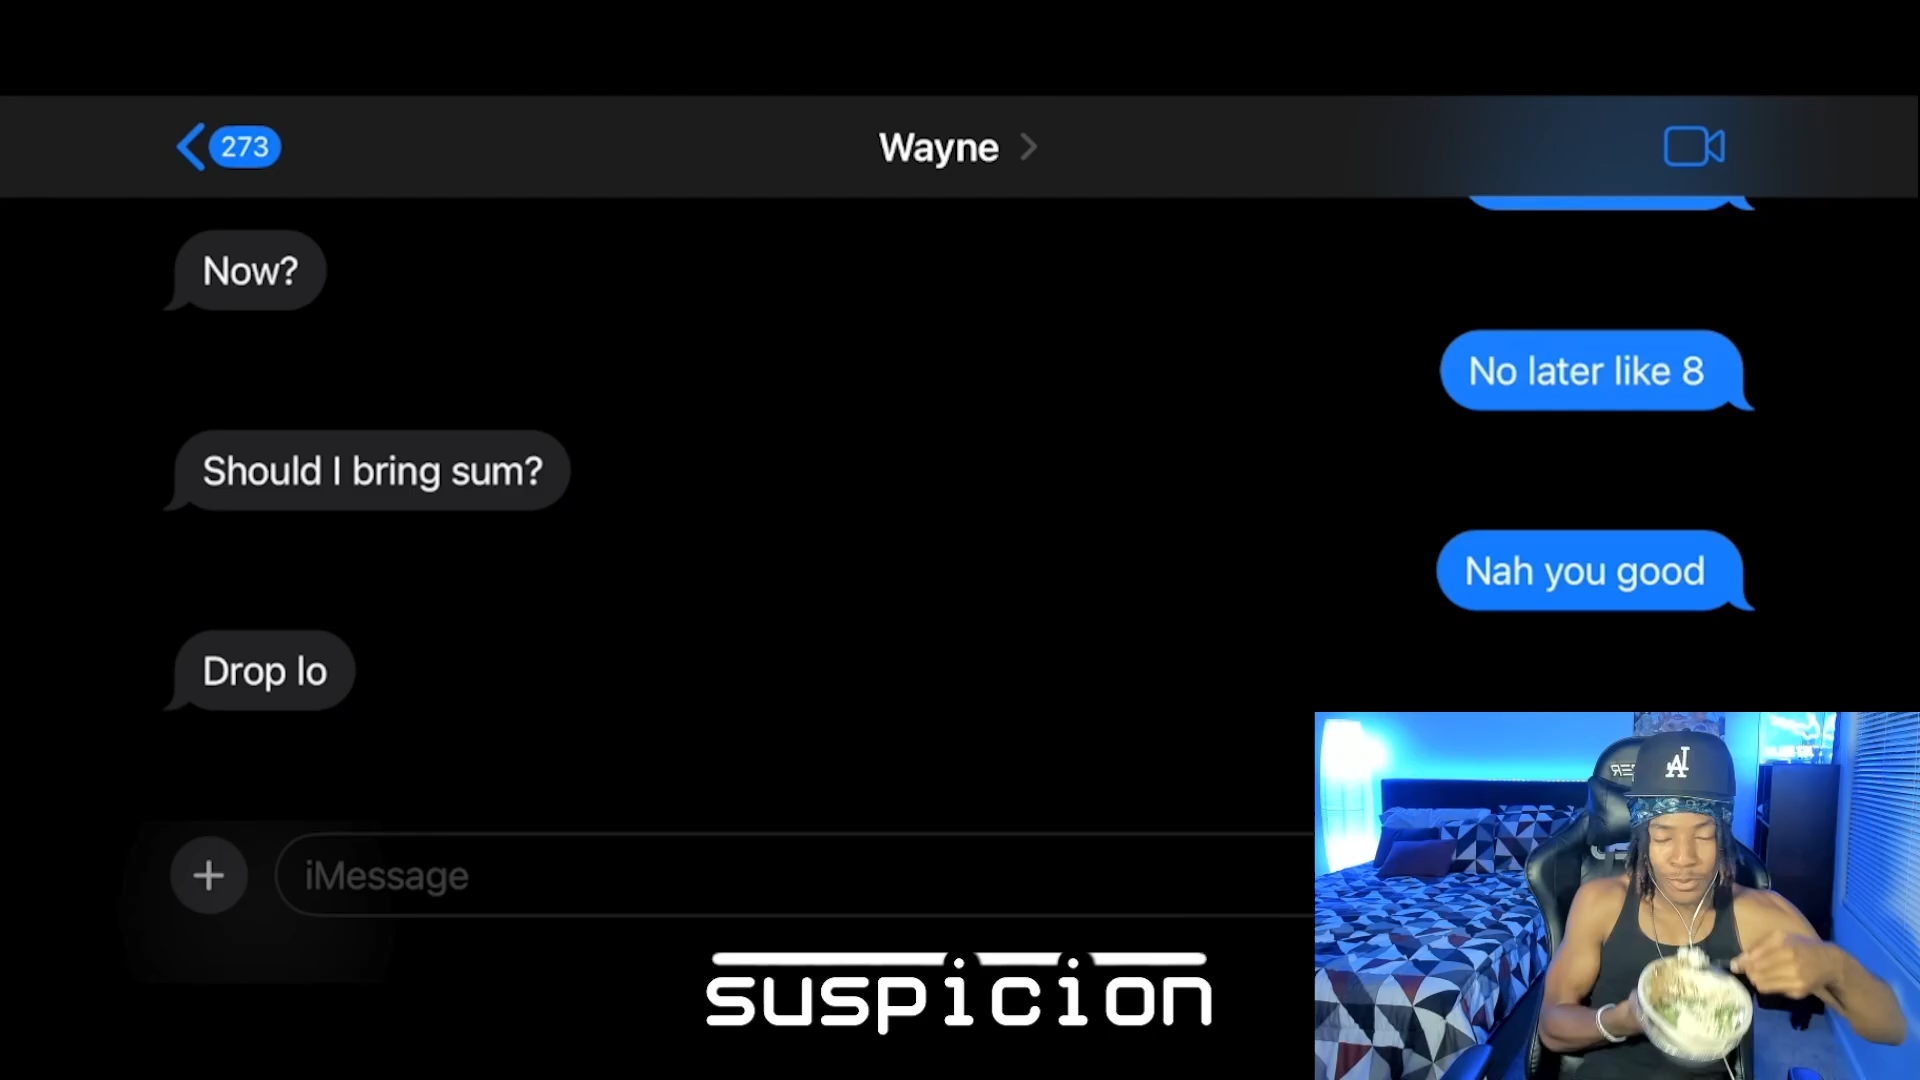 273
Wayne
Now?
No later like 8
Should I bring sum?
Nah you good
Drop lo
iMessage
suspicion